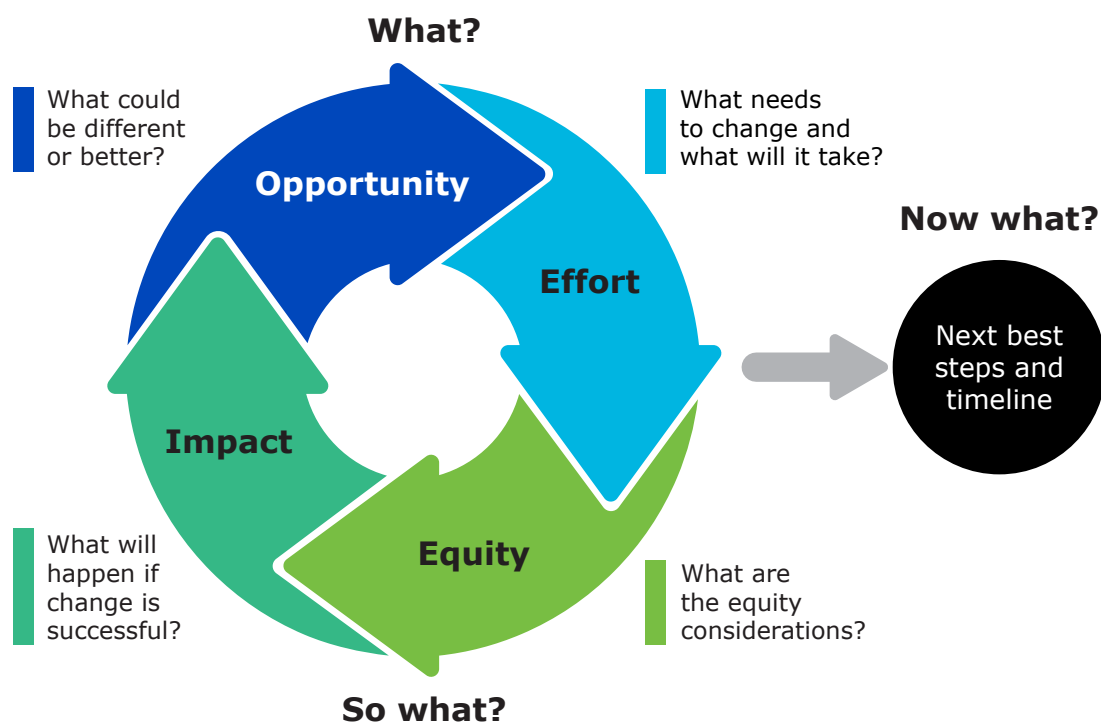 What?
What could
be different
or better?
Opportunity
What needs
to change and
what will it take?
Effort
Now what?
Next best
steps and
timeline
Impact
Equity
What will
happen if
change is
successful?
What are
the equity
considerations?
So what?